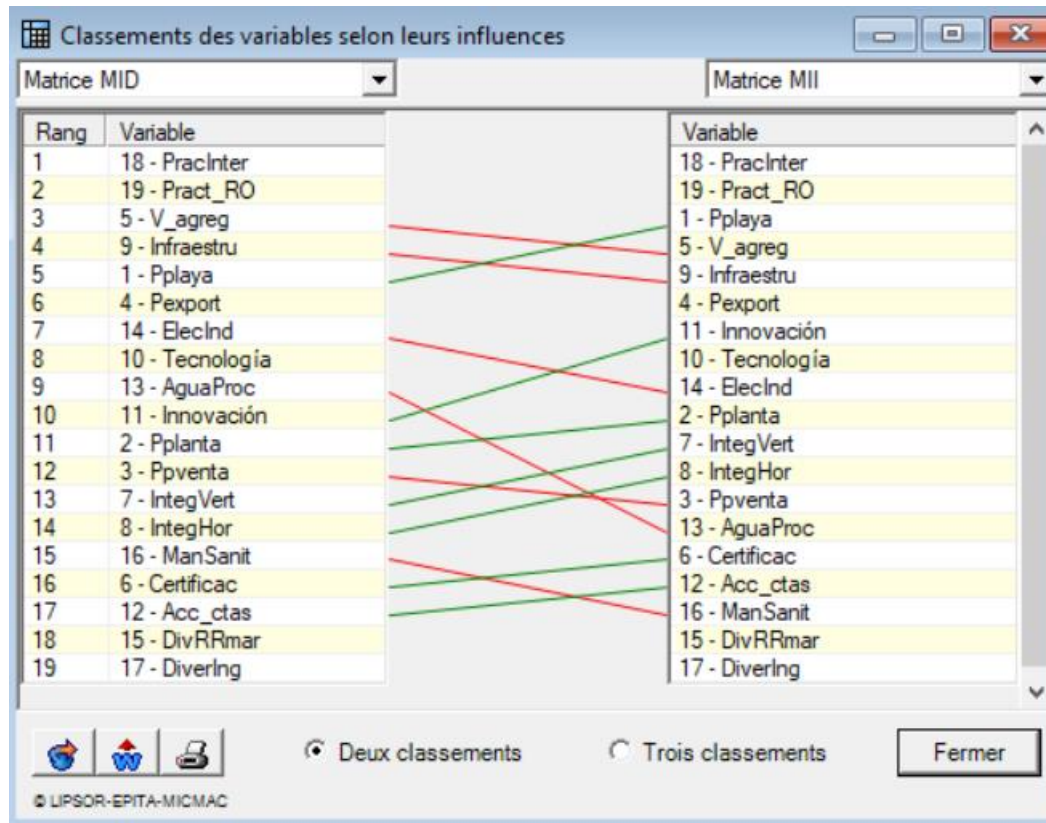 Classements des variables selon leurs influences
Matrice MID Matrice MII
Rang Variable Variable
1 18 - PracInter 18 - PracInter
2 19 - Pract_RO 19 - Pract_RO
3 5 - V_agreg 1 - Pplaya
4 9 - Infraestru 5 - V_agreg
5 1 - Pplaya 9 - Infraestru
6 4 - Pexport 4 - Pexport
7 14 - ElecInd 11 - Innovación
8 10 - Tecnología 10 - Tecnología
9 13 - AguaProc 14 - ElecInd
10 11 - Innovación 2 - Pplanta
11 2 - Pplanta 7 - IntegVert
12 3 - Ppventa 8 - IntegHor
13 7 - IntegVert 3 - Ppventa
14 8 - IntegHor 13 - AguaProc
15 16 - ManSanit 6 - Certificac
16 6 - Certificac 12 - Acc_ctas
17 12 - Acc_ctas 16 - ManSanit
18 15 - DivRRmar 15 - DivRRmar
19 17 - DiverIng 17 - DiverIng
Deux classements Trois classements Fermer
© LIPSOR-EPITA-MICMAC